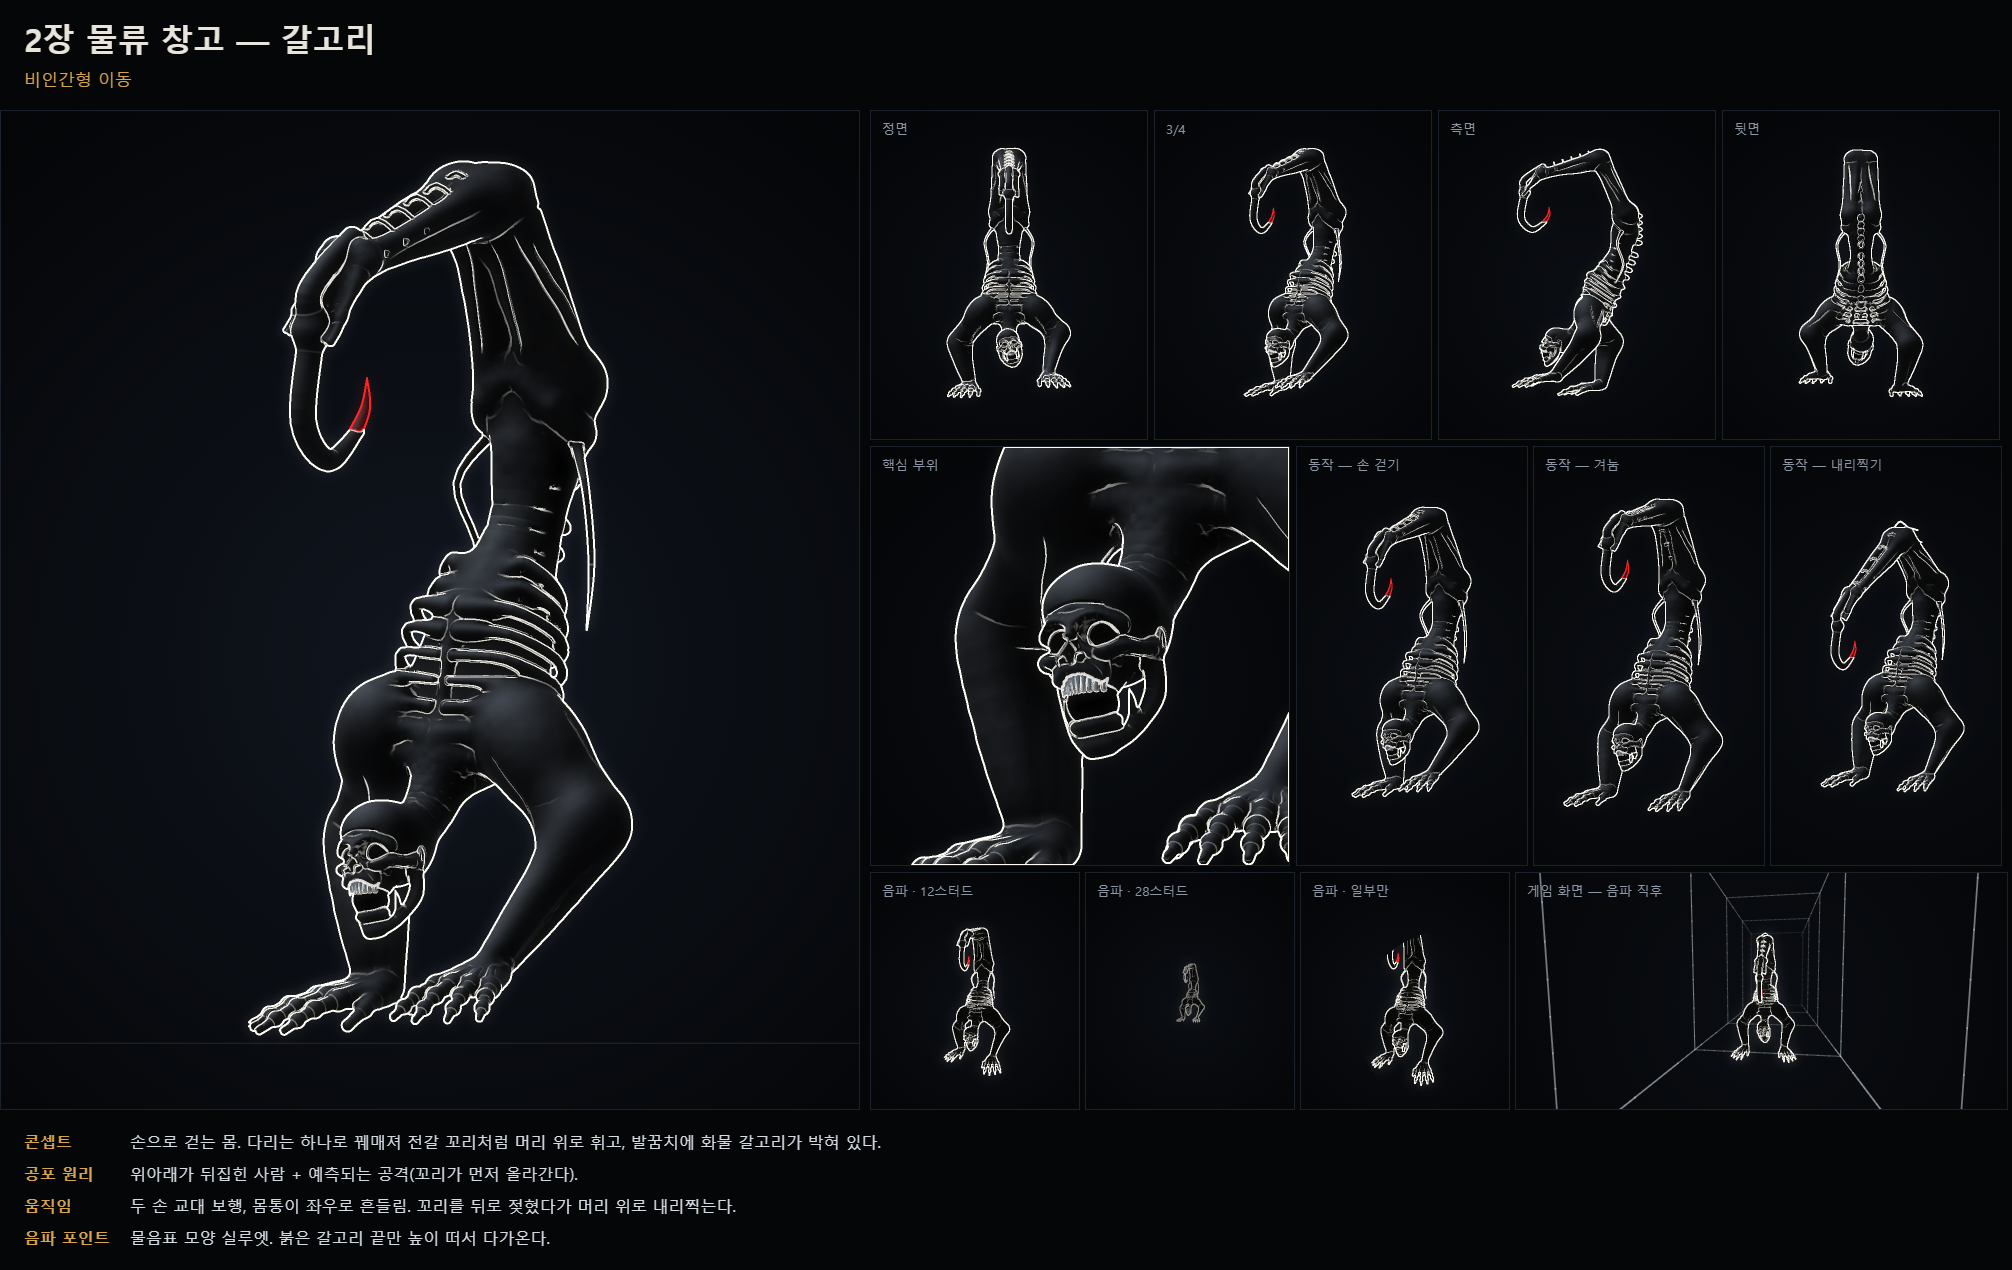 2장 물류 창고 — 갈고리
비인간형 이동
정면
3/4
측면
뒷면
핵심 부위
동작 — 손 걷기
동작 — 겨눔
동작 — 내리찍기
음파 · 12스터드
음파 · 28스터드
음파 · 일부만
게임 화면 — 음파 직후
콘셉트 손으로 걷는 몸. 다리는 하나로 꿰매져 전갈 꼬리처럼 머리 위로 휘고, 발꿈치에 화물 갈고리가 박혀 있다.
공포 원리 위아래가 뒤집힌 사람 + 예측되는 공격(꼬리가 먼저 올라간다).
움직임 두 손 교대 보행, 몸통이 좌우로 흔들림. 꼬리를 뒤로 젖혔다가 머리 위로 내리찍는다.
음파 포인트 물음표 모양 실루엣. 붉은 갈고리 끝만 높이 떠서 다가온다.